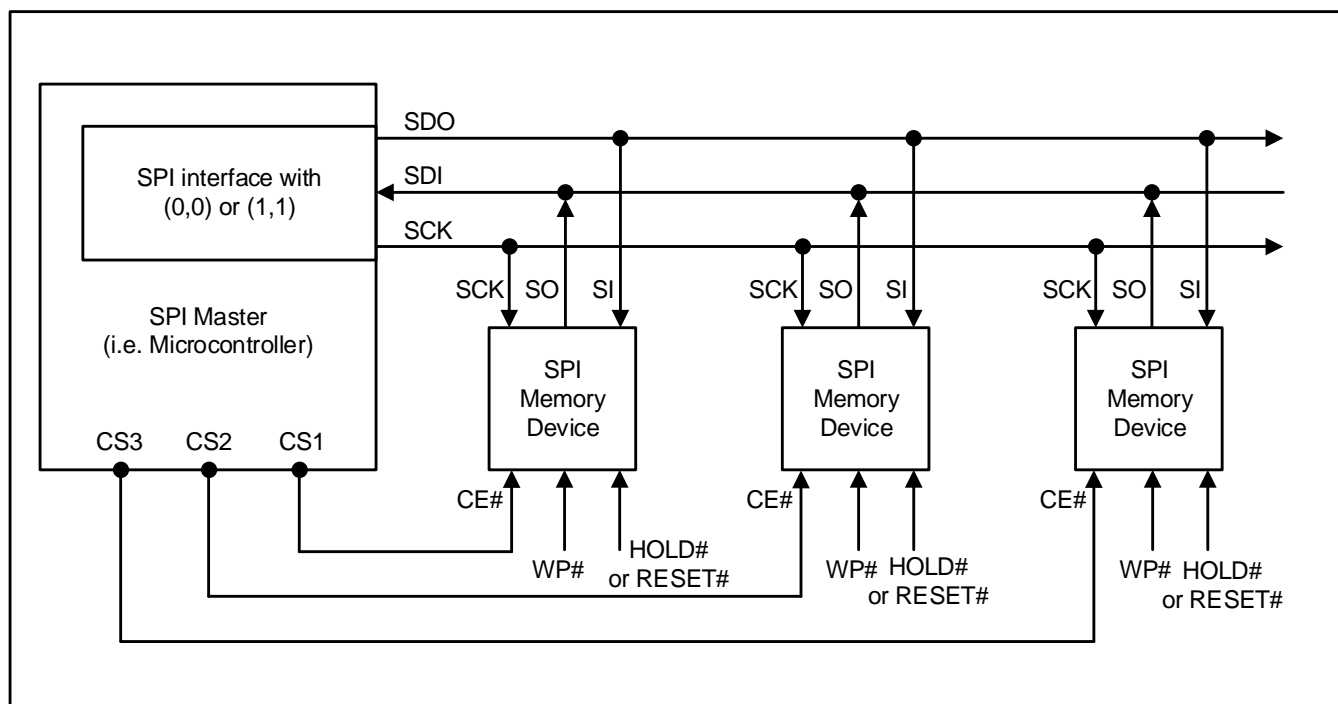 SDO
SPI interface with
(0,0) or (1,1)
SDI
SCK
SCK SO SI
SCK SO SI
SCK SO SI
SPI Master
(i.e. Microcontroller)
SPI
Memory
Device
SPI
Memory
Device
SPI
Memory
Device
CS3 CS2 CS1
CE#
WP#
HOLD#
or RESET#
CE#
WP#
HOLD#
or RESET#
CE#
WP#
HOLD#
or RESET#